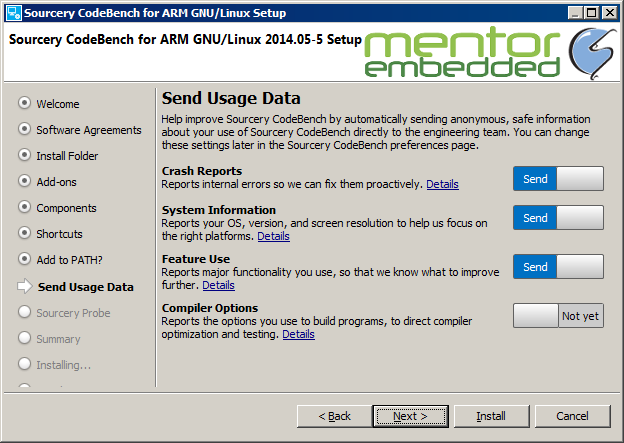 Sourcery CodeBench for ARM GNU/Linux Setup
Sourcery CodeBench for ARM GNU/Linux 2014.05-5 Setup
mentor
embedded
Welcome
Software Agreements
Install Folder
Add-ons
Components
Shortcuts
Add to PATH?
Send Usage Data
Sourcery Probe
Summary
Installing...
Send Usage Data
Help improve Sourcery CodeBench by automatically sending anonymous, safe information
about your use of Sourcery CodeBench directly to the engineering team. You can change
these settings later in the Sourcery CodeBench preferences page.
Crash Reports
Reports internal errors so we can fix them proactively. Details
Send
System Information
Reports your OS, version, and screen resolution to help us focus on
the right platforms. Details
Send
Feature Use
Reports major functionality you use, so that we know what to improve
further. Details
Send
Compiler Options
Reports the options you use to build programs, to direct compiler
optimization and testing. Details
Not yet
< Back
Next >
Install
Cancel